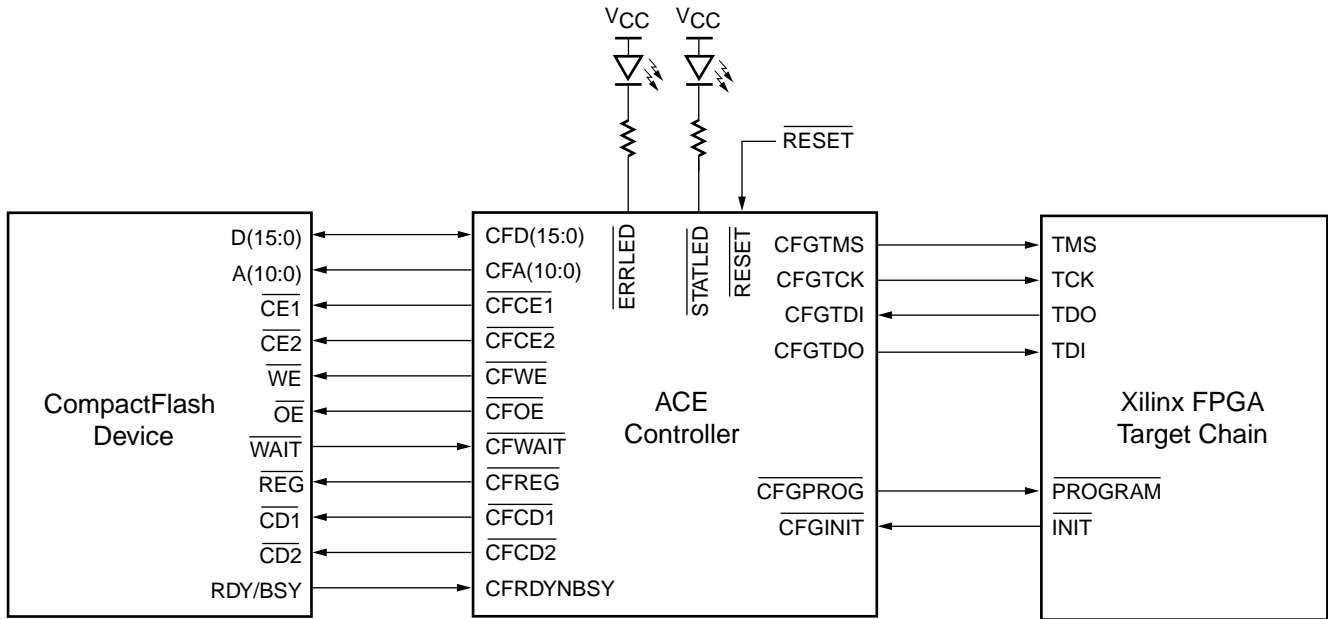 VCC
VCC
RESET
CompactFlash
Device
D(15:0)
A(10:0)
CE1
CE2
WE
OE
WAIT
REG
CD1
CD2
RDY/BSY
ACE
Controller
CFD(15:0)
CFA(10:0)
CFCE1
CFCE2
CFWE
CFOE
CFWAIT
CFREG
CFCD1
CFCD2
CFRDYNBSY
ERRLED
STATLED
RESET
CFGTMS
CFGTCK
CFGTDI
CFGTDO
CFGPROG
CFGINIT
TMS
TCK
TDO
TDI
Xilinx FPGA
Target Chain
PROGRAM
INIT